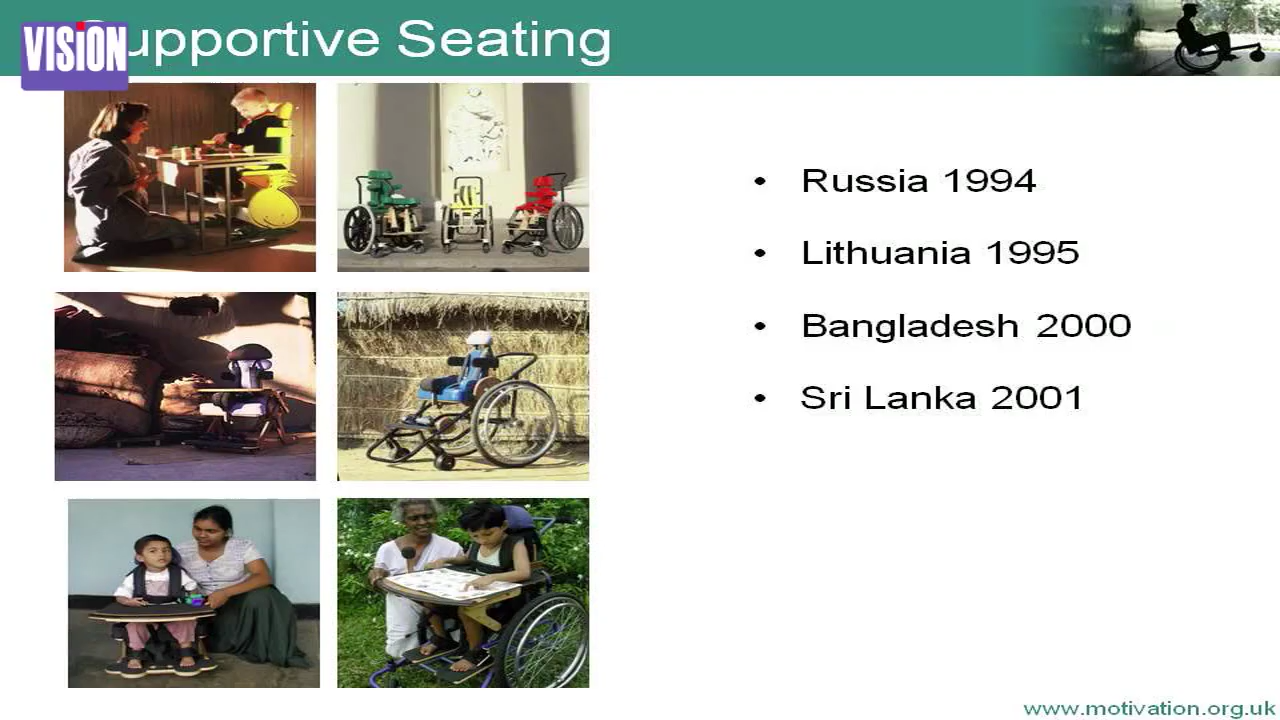 VISION
upportive Seating
• Russia 1994
• Lithuania 1995
• Bangladesh 2000
• Sri Lanka 2001
www.motivation.org.uk